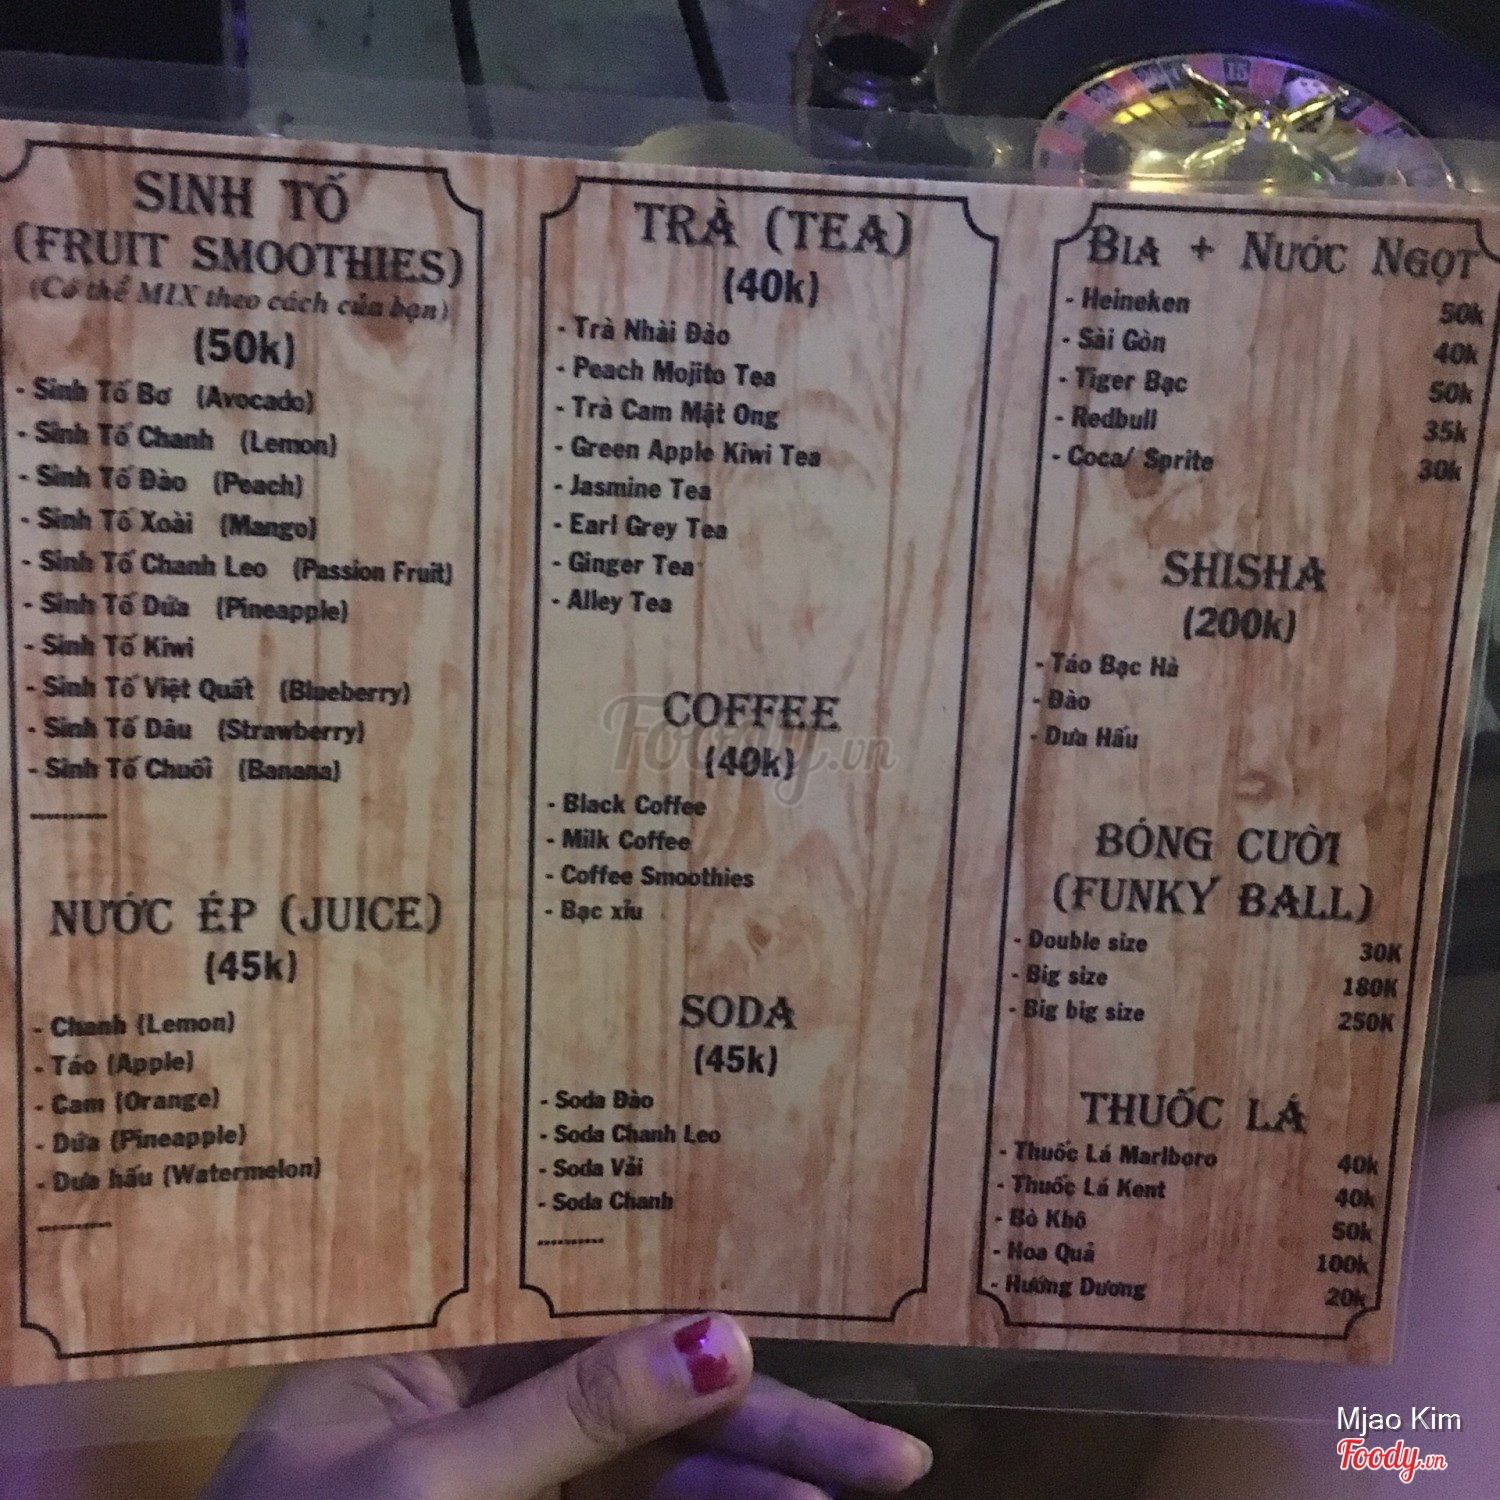 SINH TỐ
(FRUIT SMOOTHIES)
(Có thể MIX theo cách của bạn)
(50k)
- Sinh Tố Bơ (Avocado)
- Sinh Tố Chanh (Lemon)
- Sinh Tố Đào (Peach)
- Sinh Tố Xoài (Mango)
- Sinh Tố Chanh Leo (Passion Fruit)
- Sinh Tố Dứa (Pineapple)
- Sinh Tố Kiwi
- Sinh Tố Việt Quất (Blueberry)
- Sinh Tố Dâu (Strawberry)
- Sinh Tố Chuối (Banana)
----------
NƯỚC ÉP (JUICE)
(45k)
- Chanh (Lemon)
- Táo (Apple)
- Cam (Orange)
- Dứa (Pineapple)
- Dưa hấu (Watermelon)
----------
TRÀ (TEA)
(40k)
- Trà Nhài Đào
- Peach Mojito Tea
- Trà Cam Mật Ong
- Green Apple Kiwi Tea
- Jasmine Tea
- Earl Grey Tea
- Ginger Tea
- Alley Tea
COFFEE
(40k)
- Black Coffee
- Milk Coffee
- Coffee Smoothies
- Bạc xỉu
SODA
(45k)
- Soda Đào
- Soda Chanh Leo
- Soda Vải
- Soda Chanh
----------
BIA + NƯỚC NGỌT
- Heineken 50k
- Sài Gòn 40k
- Tiger Bạc 50k
- Redbull 35k
- Coca/ Sprite 30k
SHISHA
(200k)
- Táo Bạc Hà
- Đào
- Dưa Hấu
BÓNG CƯỜI
(FUNKY BALL)
- Double size 30K
- Big size 180K
- Big big size 250K
THUỐC LÁ
- Thuốc Lá Marlboro 40k
- Thuốc Lá Kent 40k
- Bò Khô 50k
- Hoa Quả 100k
- Hướng Dương 20k
Foody.vn
Mjao Kim
Foody.vn